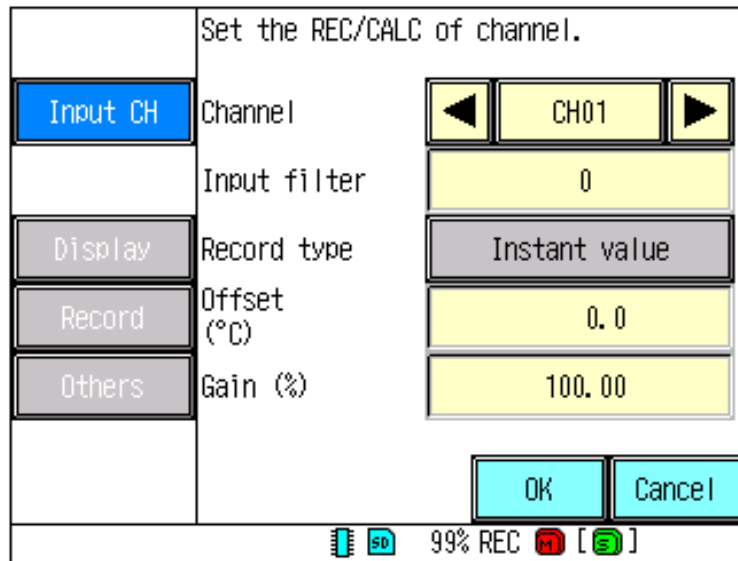 Set the REC/CALC of channel.
Input CH
Channel
CH01
Input filter
0
Display
Record type
Instant value
Record
Offset
(°C)
0.0
Others
Gain (%)
100.00
OK
Cancel
SD
99% REC M [S]